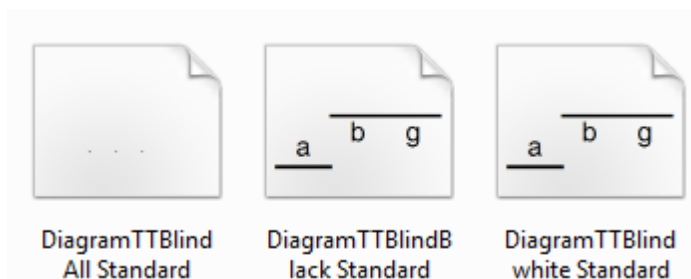 a b g
a b g
DiagramTTBlind
All Standard
DiagramTTBlindB
lack Standard
DiagramTTBlind
white Standard